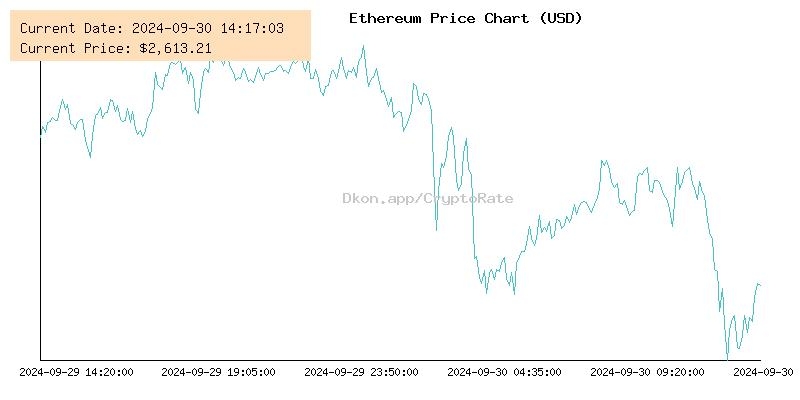 Ethereum Price Chart (USD)
Current Date: 2024-09-30 14:17:03
Current Price: $2,613.21
Dkon.app/CryptoRate
2024-09-29 14:20:00
2024-09-29 19:05:00
2024-09-29 23:50:00
2024-09-30 04:35:00
2024-09-30 09:20:00
2024-09-30